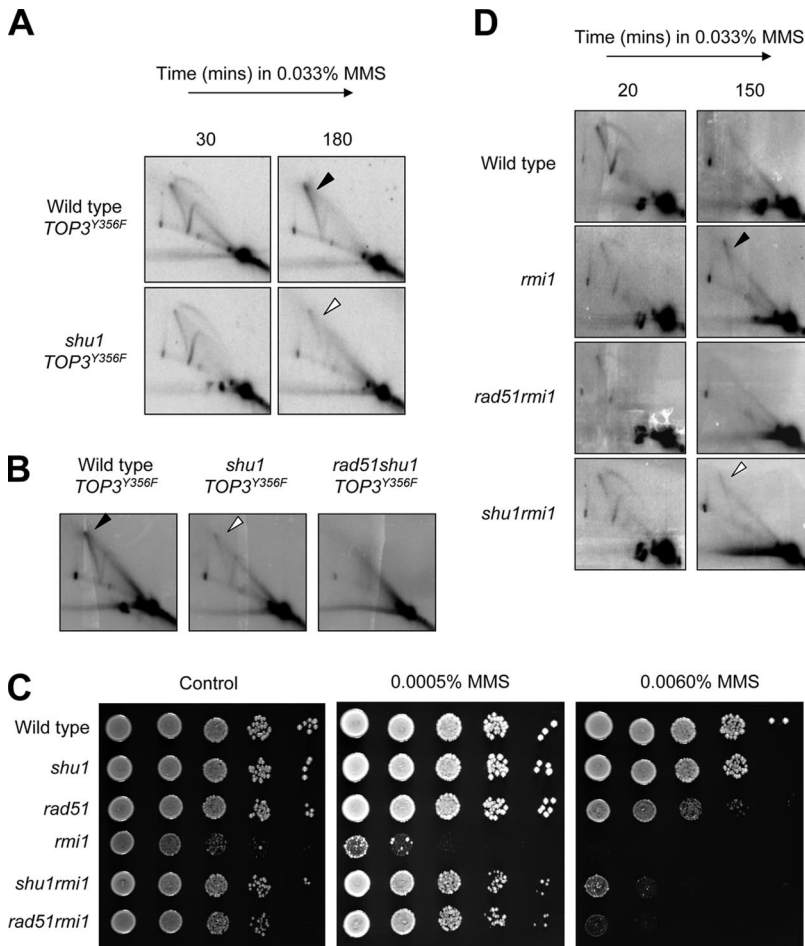 A
Time (mins) in 0.033% MMS
30 180
Wild type
TOP3Y356F
shu1
TOP3Y356F
B
Wild type
TOP3Y356F
shu1
TOP3Y356F
rad51shu1
TOP3Y356F
D
Time (mins) in 0.033% MMS
20 150
Wild type
rmi1
rad51rmi1
shu1rmi1
C
Control 0.0005% MMS 0.0060% MMS
Wild type
shu1
rad51
rmi1
shu1rmi1
rad51rmi1